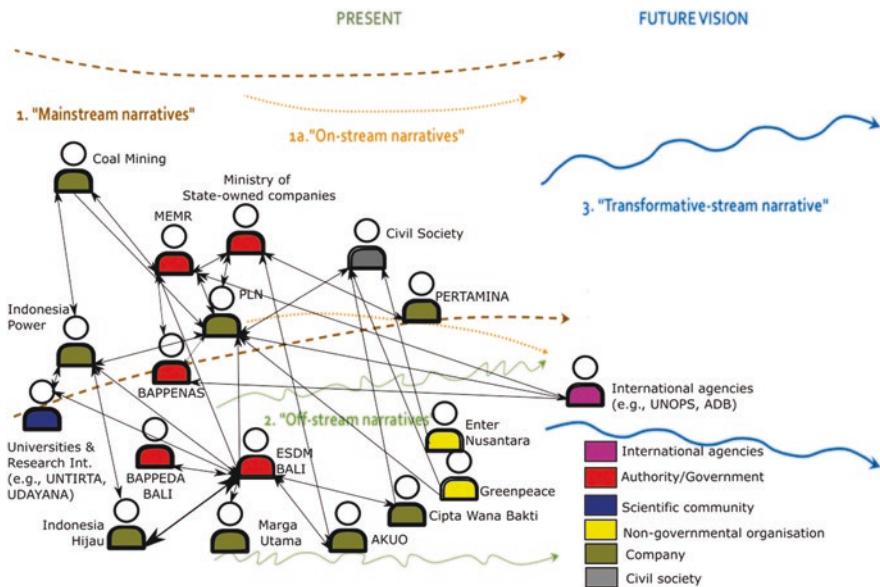 PRESENT
FUTURE VISION
1. "Mainstream narratives"
1a."On-stream narratives"
Coal Mining
Ministry of
State-owned companies
MEMR
Civil Society
3. "Transformative-stream narrative"
PLN
PERTAMINA
Indonesia
Power
BAPPENAS
International agencies
(e.g., UNOPS, ADB)
2. "Off-stream narratives
Enter
Nusantara
Universities &
Research Int.
(e.g., UNTIRTA,
UDAYANA)
BAPPEDA
BALI
ESDM
BALI
Greenpeace
Indonesia
Hijau
Marga
Utama
AKUO
Cipta Wana Bakti
International agencies
Authority/Government
Scientific community
Non-governmental organisation
Company
Civil society